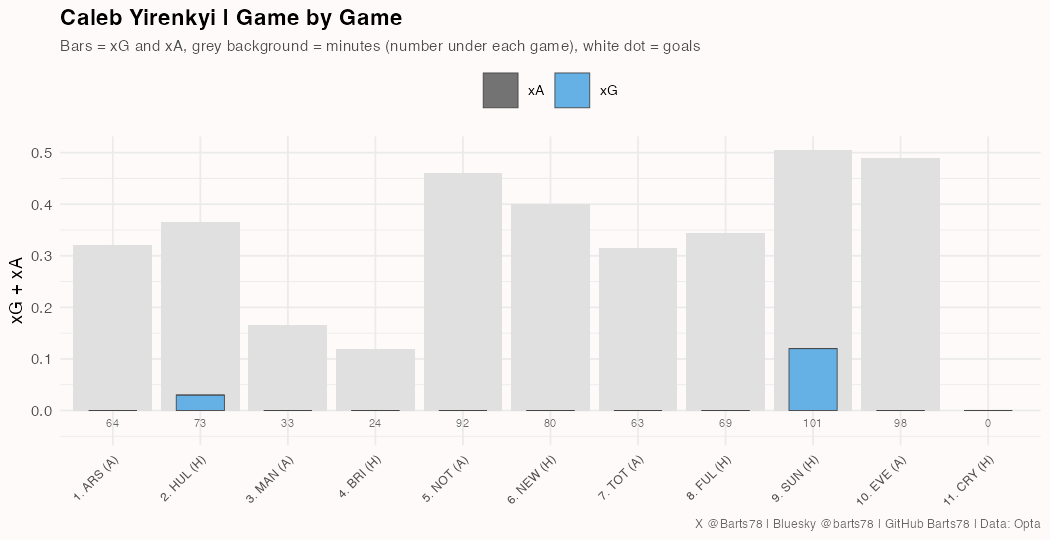 Caleb Yirenkyi | Game by Game
Bars = xG and xA, grey background = minutes (number under each game), white dot = goals
xA xG
xG + xA
0.5
0.4
0.3
0.2
0.1
0.0
64 73 33 24 92 80 63 69 101 98 0
1. ARS (A) 2. HUL (H) 3. MAN (A) 4. BRI (H) 5. NOT (A) 6. NEW (H) 7. TOT (A) 8. FUL (H) 9. SUN (H) 10. EVE (A) 11. CRY (H)
X @Barts78 | Bluesky @barts78 | GitHub Barts78 | Data: Opta